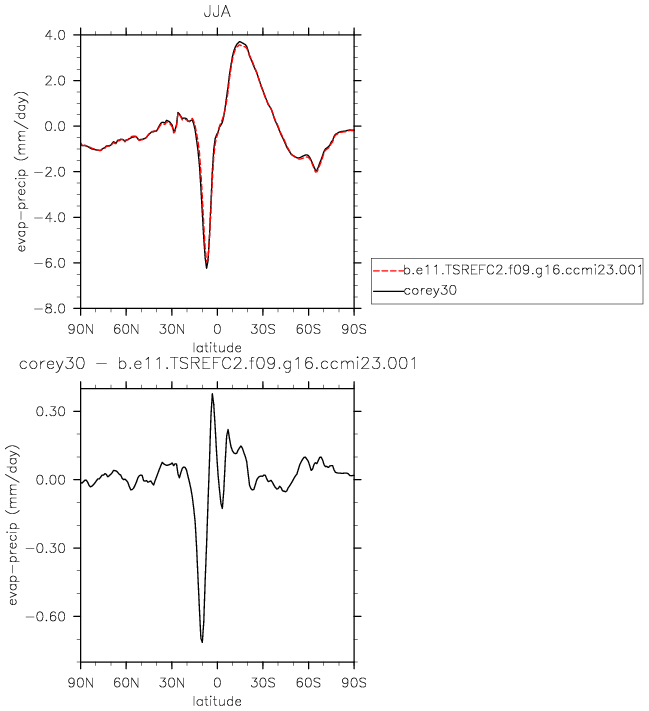 JJA
4.0
2.0
0.0
−2.0
−4.0
−6.0
−8.0
evap−precip (mm/day)
90N 60N 30N 0 30S 60S 90S
latitude
b.e11.TSREFC2.f09.g16.ccmi23.001
corey30
corey30 − b.e11.TSREFC2.f09.g16.ccmi23.001
0.30
0.00
−0.30
−0.60
evap−precip (mm/day)
90N 60N 30N 0 30S 60S 90S
latitude